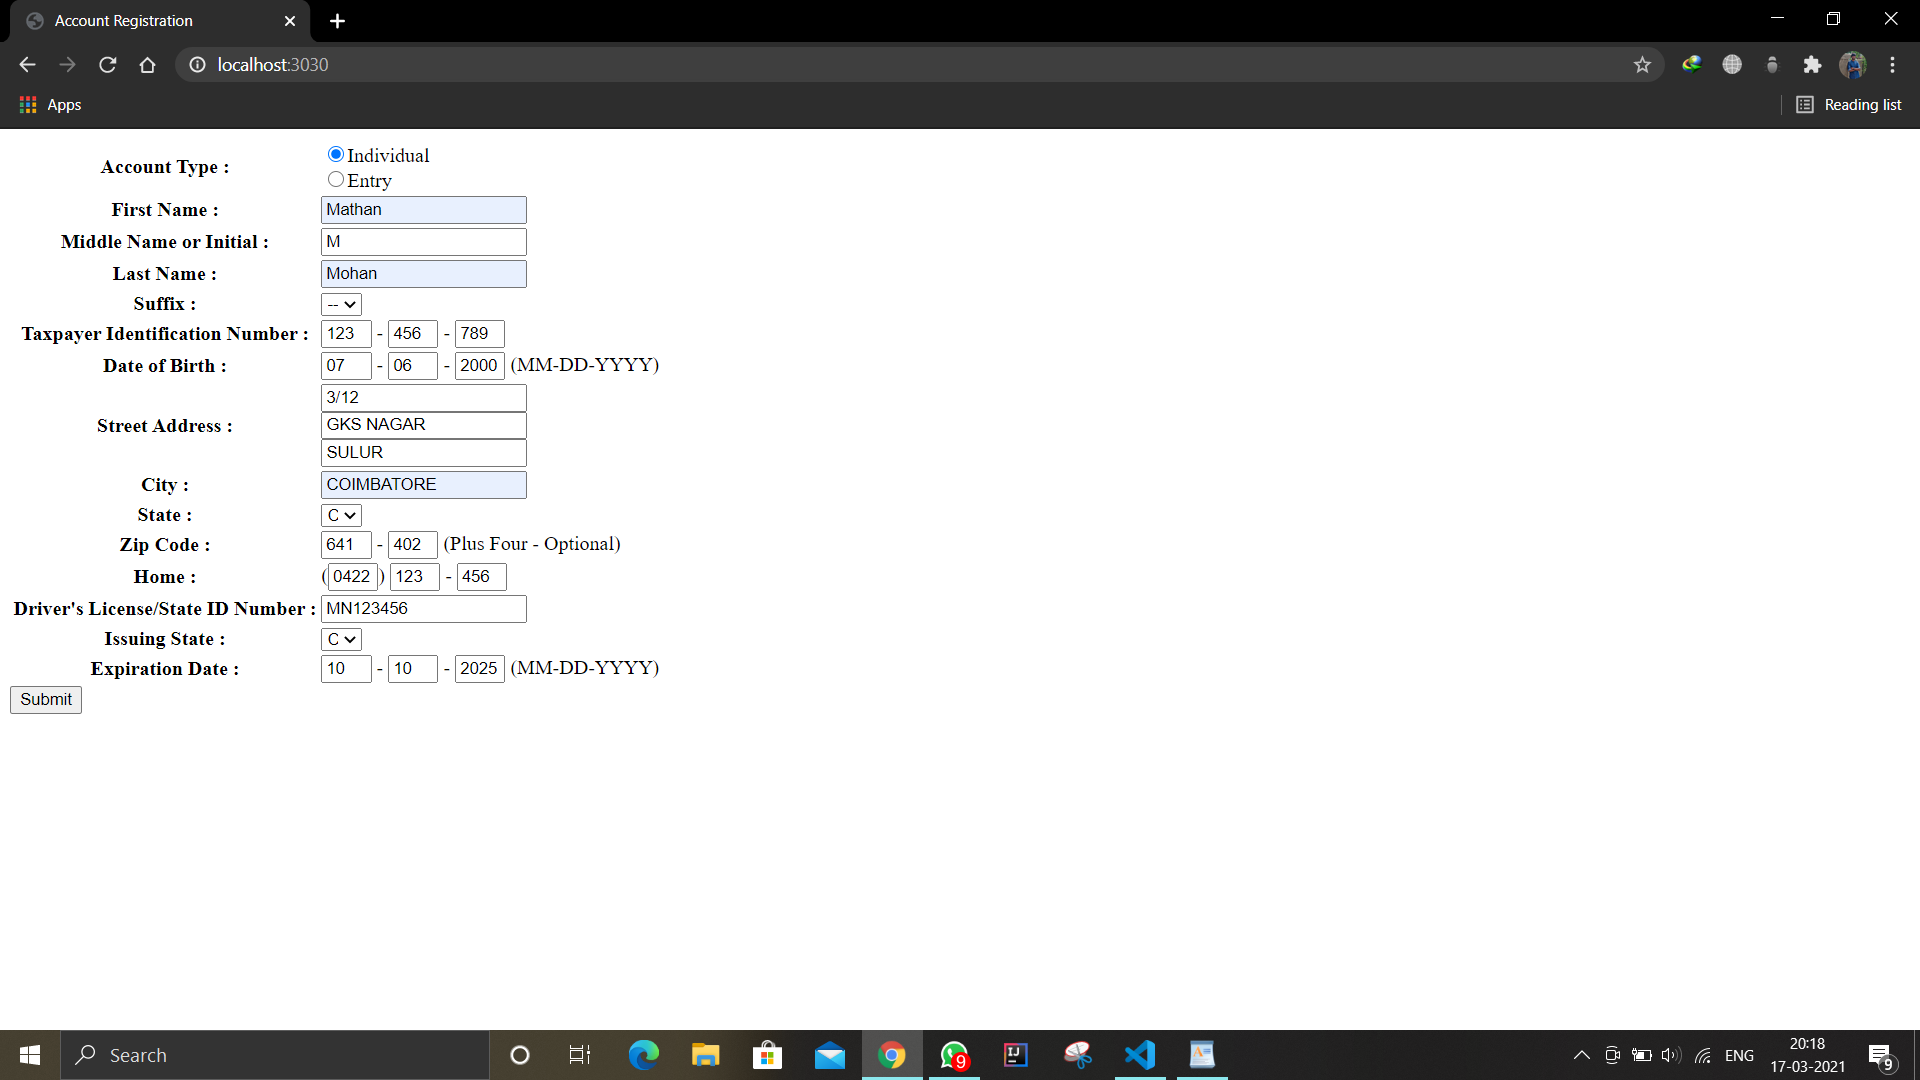 Account Registration
localhost:3030
Apps
Reading list
Account Type :
Individual
Entry
First Name : Mathan
Middle Name or Initial : M
Last Name : Mohan
Suffix : --
Taxpayer Identification Number : 123 - 456 - 789
Date of Birth : 07 - 06 - 2000 (MM-DD-YYYY)
3/12
Street Address : GKS NAGAR
SULUR
City : COIMBATORE
State : C
Zip Code : 641 - 402 (Plus Four - Optional)
Home : (0422) 123 - 456
Driver's License/State ID Number : MN123456
Issuing State : C
Expiration Date : 10 - 10 - 2025 (MM-DD-YYYY)
Submit
Search
9
IJ
ENG
20:18
17-03-2021
9